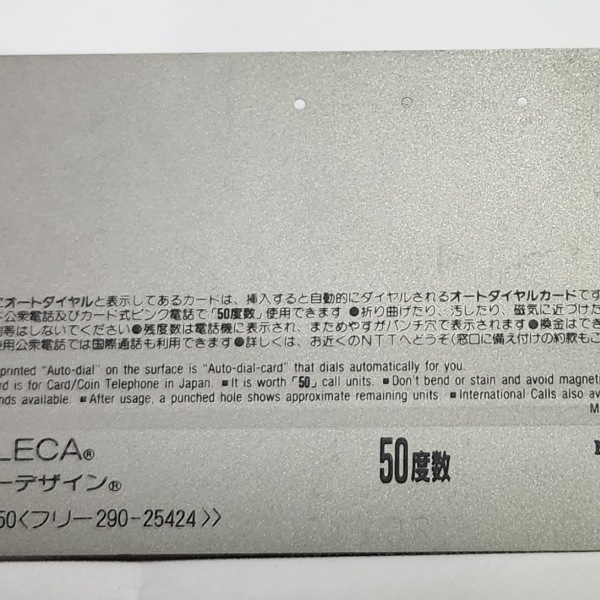 にオートダイヤルと表示してあるカードは、挿入すると自動的にダイヤルされるオートダイヤルカードです
公衆電話及びカード式ピンク電話で「50度数」使用できます●折り曲げたり、汚したり、磁気に近づけた
等はしないでください●残度数は電話機に表示され、まためやすがパンチ穴で表示されます●換金はでき
用公衆電話では国際通話も利用できます●詳しくは、お近くのNTTへどうぞ(窓口に備え付けの約款もご
printed "Auto-dial" on the surface is "Auto-dial-card" that dials automatically for you.
rd is for Card/Coin Telephone in Japan. ■It is worth「50」call units. ■Don't bend or stain and avoid magneti
nds available. ■After usage, a punched hole shows approximate remaining units ■International Calls also av
M
LECA® 50度数
ーデザイン®
50<フリー290-25424>>